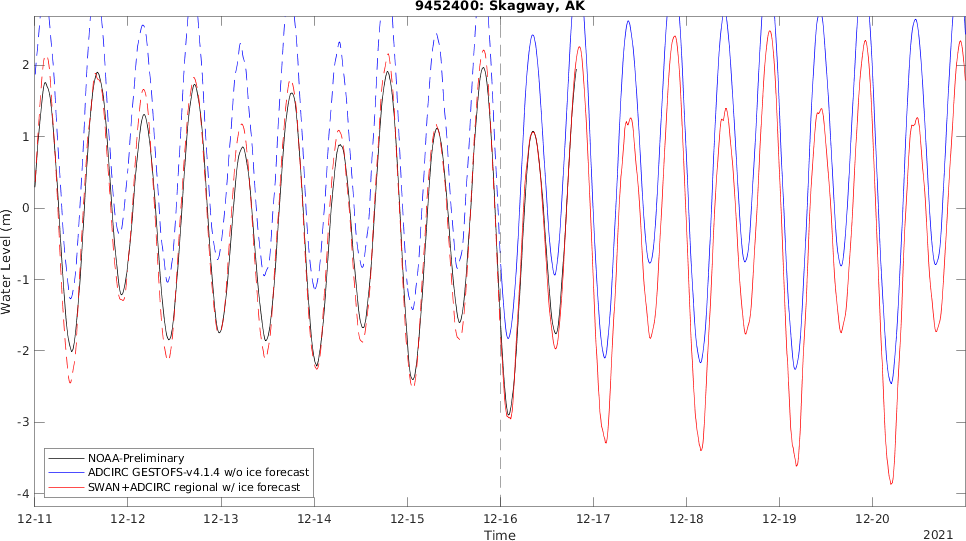 9452400: Skagway, AK
Water Level (m)
2
1
0
-1
-2
-3
-4
NOAA-Preliminary
ADCIRC GESTOFS-v4.1.4 w/o ice forecast
SWAN+ADCIRC regional w/ ice forecast
12-11 12-12 12-13 12-14 12-15 12-16 12-17 12-18 12-19 12-20
Time
2021